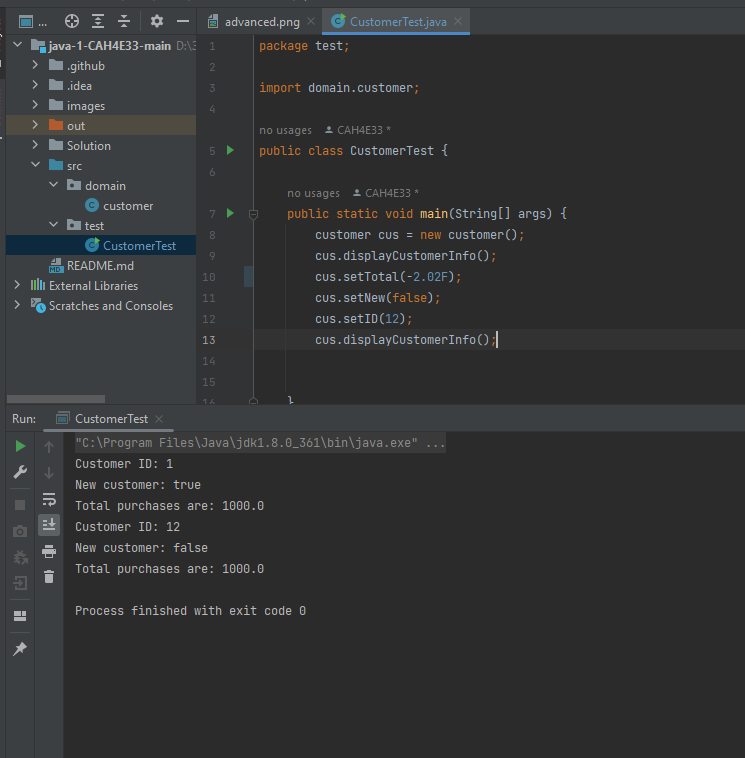 ...
advanced.png
CustomerTest.java
java-1-CAH4E33-main
.github
.idea
images
out
Solution
src
domain
customer
test
CustomerTest
README.md
External Libraries
Scratches and Consoles
1 package test;
2
3 import domain.customer;
4
no usages CAH4E33 *
5 public class CustomerTest {
6
no usages CAH4E33 *
7 public static void main(String[] args) {
8 customer cus = new customer();
9 cus.displayCustomerInfo();
10 cus.setTotal(-2.02F);
11 cus.setNew(false);
12 cus.setID(12);
13 cus.displayCustomerInfo();
14
15
16 }
Run: CustomerTest
"C:\Program Files\Java\jdk1.8.0_361\bin\java.exe" ...
Customer ID: 1
New customer: true
Total purchases are: 1000.0
Customer ID: 12
New customer: false
Total purchases are: 1000.0
Process finished with exit code 0